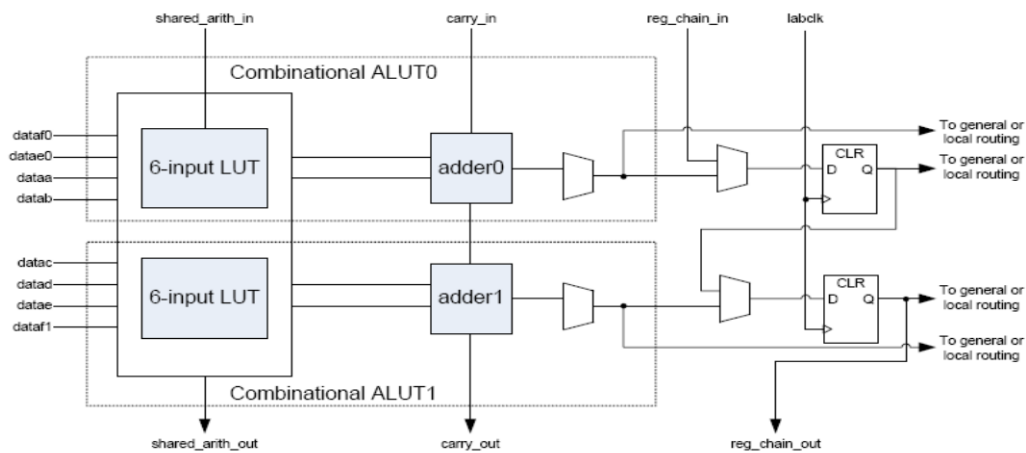 shared_arith_in
carry_in
reg_chain_in
labclk
Combinational ALUT0
dataf0
datae0
dataa
datab
6-input LUT
adder0
CLR
D
Q
To general or
local routing
To general or
local routing
datac
datad
datae
dataf1
6-input LUT
adder1
CLR
D
Q
To general or
local routing
To general or
local routing
Combinational ALUT1
shared_arith_out
carry_out
reg_chain_out